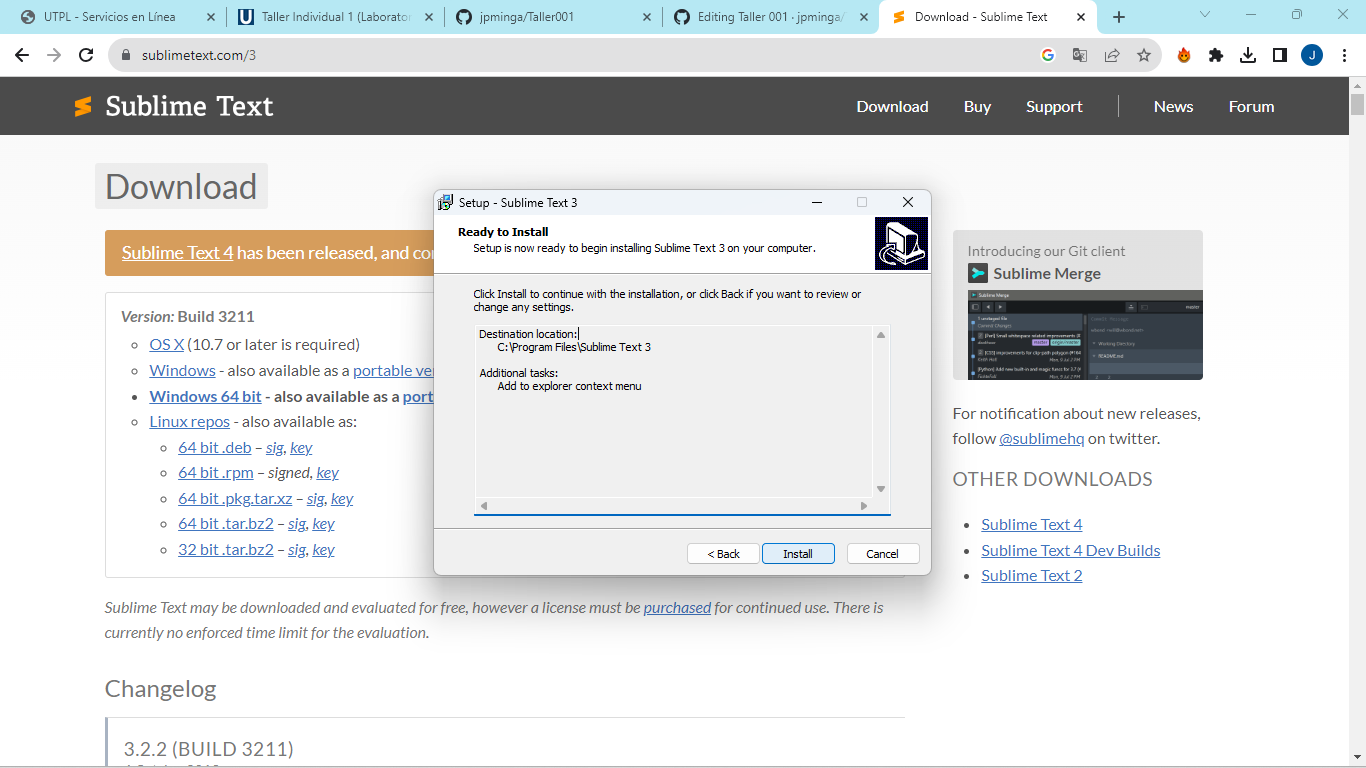 UTPL - Servicios en Línea
Taller Individual 1 (Laborator
jpminga/Taller001
Editing Taller 001 · jpminga/
Download - Sublime Text
sublimetext.com/3
J
Sublime Text
Download
Buy
Support
News
Forum
Download
Sublime Text 4 has been released, and con
Version: Build 3211
OS X (10.7 or later is required)
Windows - also available as a portable ver
Windows 64 bit - also available as a port
Linux repos - also available as:
64 bit .deb – sig, key
64 bit .rpm – signed, key
64 bit .pkg.tar.xz – sig, key
64 bit .tar.bz2 – sig, key
32 bit .tar.bz2 – sig, key
Sublime Text may be downloaded and evaluated for free, however a license must be purchased for continued use. There is
currently no enforced time limit for the evaluation.
Changelog
3.2.2 (BUILD 3211)
Setup - Sublime Text 3
Ready to Install
Setup is now ready to begin installing Sublime Text 3 on your computer.
Click Install to continue with the installation, or click Back if you want to review or
change any settings.
Destination location:
C:\Program Files\Sublime Text 3
Additional tasks:
Add to explorer context menu
< Back
Install
Cancel
Introducing our Git client
Sublime Merge
Sublime Merge
For notification about new releases,
follow @sublimehq on twitter.
OTHER DOWNLOADS
Sublime Text 4
Sublime Text 4 Dev Builds
Sublime Text 2